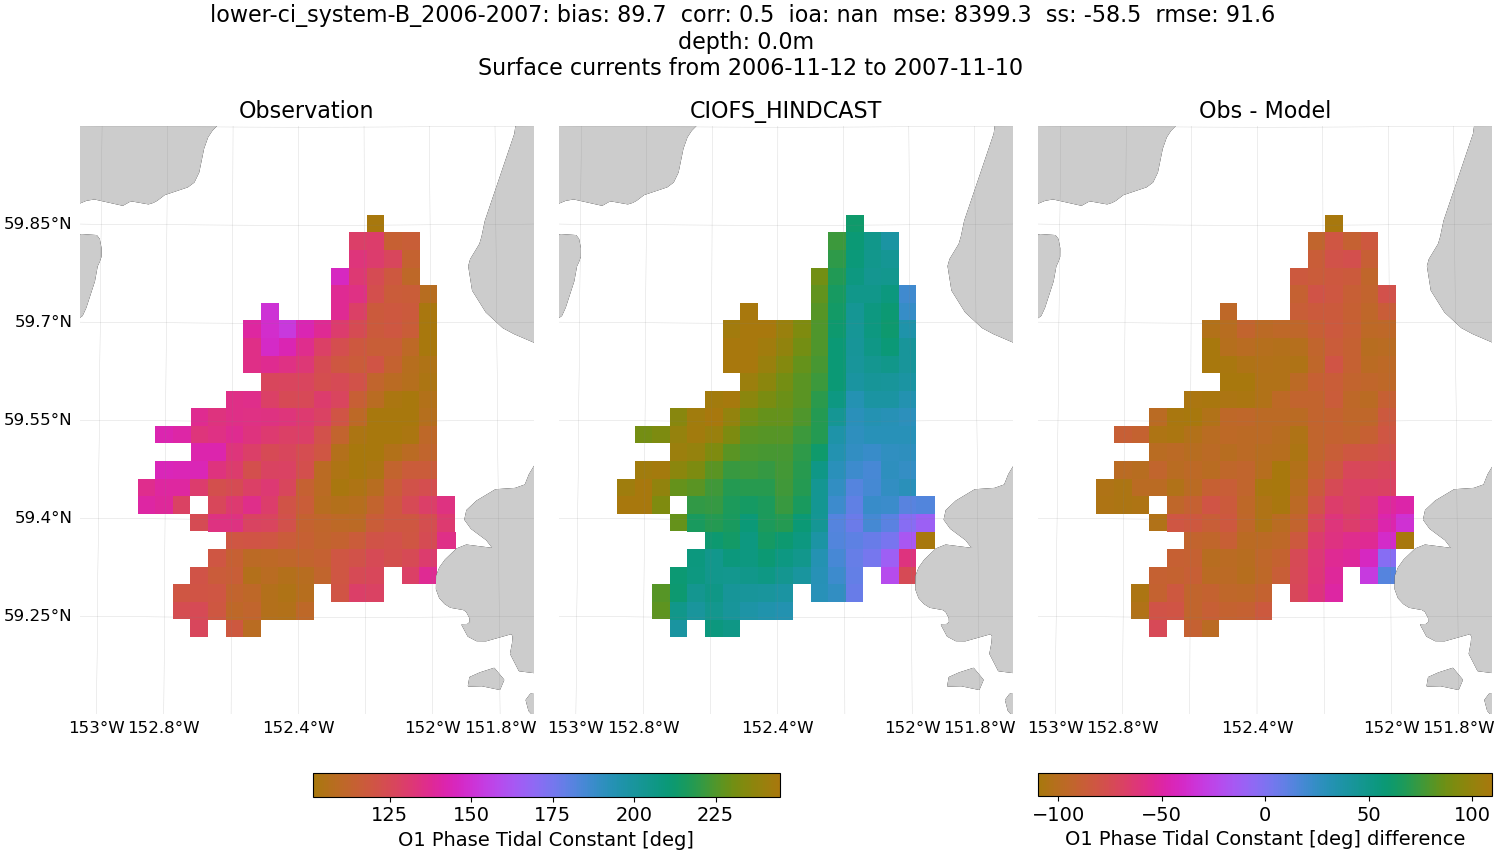 lower-ci_system-B_2006-2007: bias: 89.7  corr: 0.5  ioa: nan  mse: 8399.3  ss: -58.5  rmse: 91.6
depth: 0.0m
Surface currents from 2006-11-12 to 2007-11-10
Observation
CIOFS_HINDCAST
Obs - Model
59.85°N
59.7°N
59.55°N
59.4°N
59.25°N
153°W 152.8°W 152.4°W 152°W 151.8°W
153°W 152.8°W 152.4°W 152°W 151.8°W
153°W 152.8°W 152.4°W 152°W 151.8°W
125 150 175 200 225
O1 Phase Tidal Constant [deg]
−100 −50 0 50 100
O1 Phase Tidal Constant [deg] difference